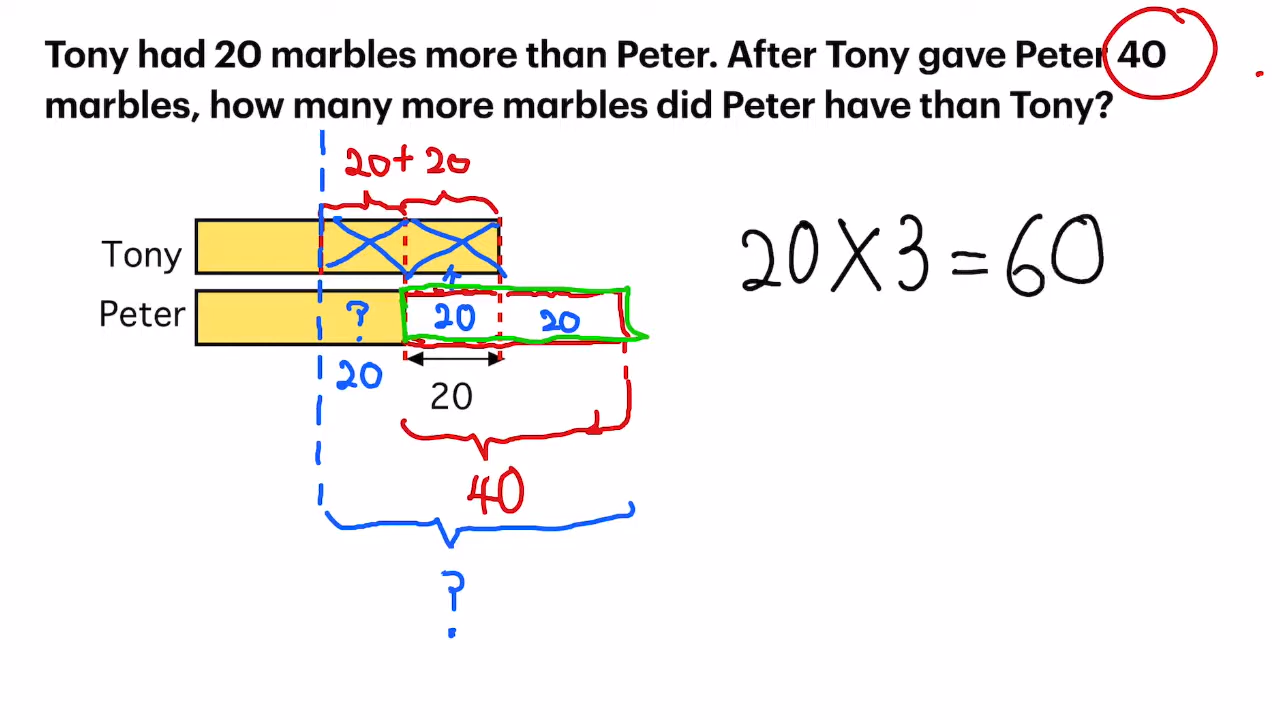 Tony had 20 marbles more than Peter. After Tony gave Peter 40
marbles, how many more marbles did Peter have than Tony?
20 + 20
Tony
20 X 3 = 60
Peter
? 20 20
20
20
40
?